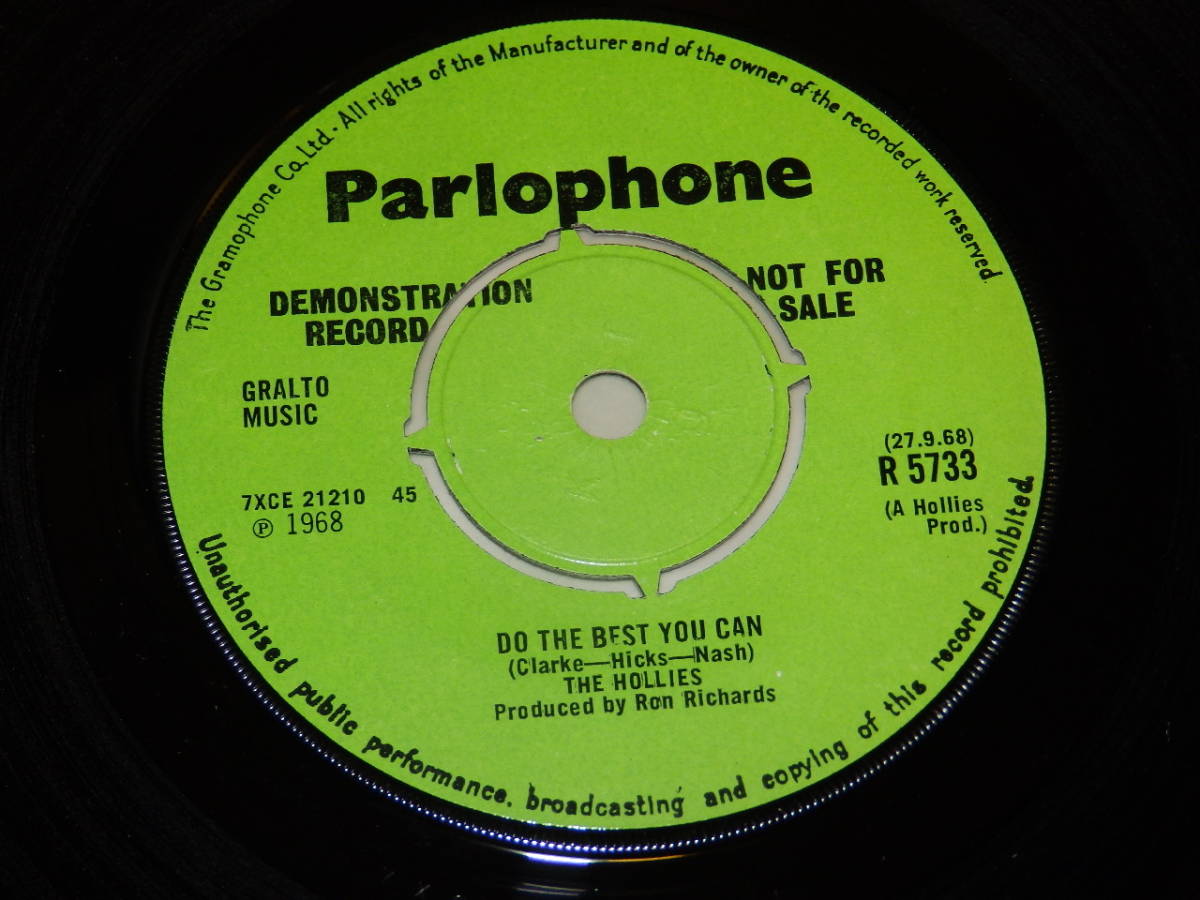 The Gramophone Co. Ltd. · All rights of the Manufacturer and of the owner of the recorded work reserved.
Parlophone
DEMONSTRATION
RECORD
NOT FOR
SALE
GRALTO
MUSIC
7XCE 21210 45
℗ 1968
(27.9.68)
R 5733
(A Hollies
Prod.)
DO THE BEST YOU CAN
(Clarke—Hicks—Nash)
THE HOLLIES
Produced by Ron Richards
Unauthorised public performance, broadcasting and copying of this record prohibited.